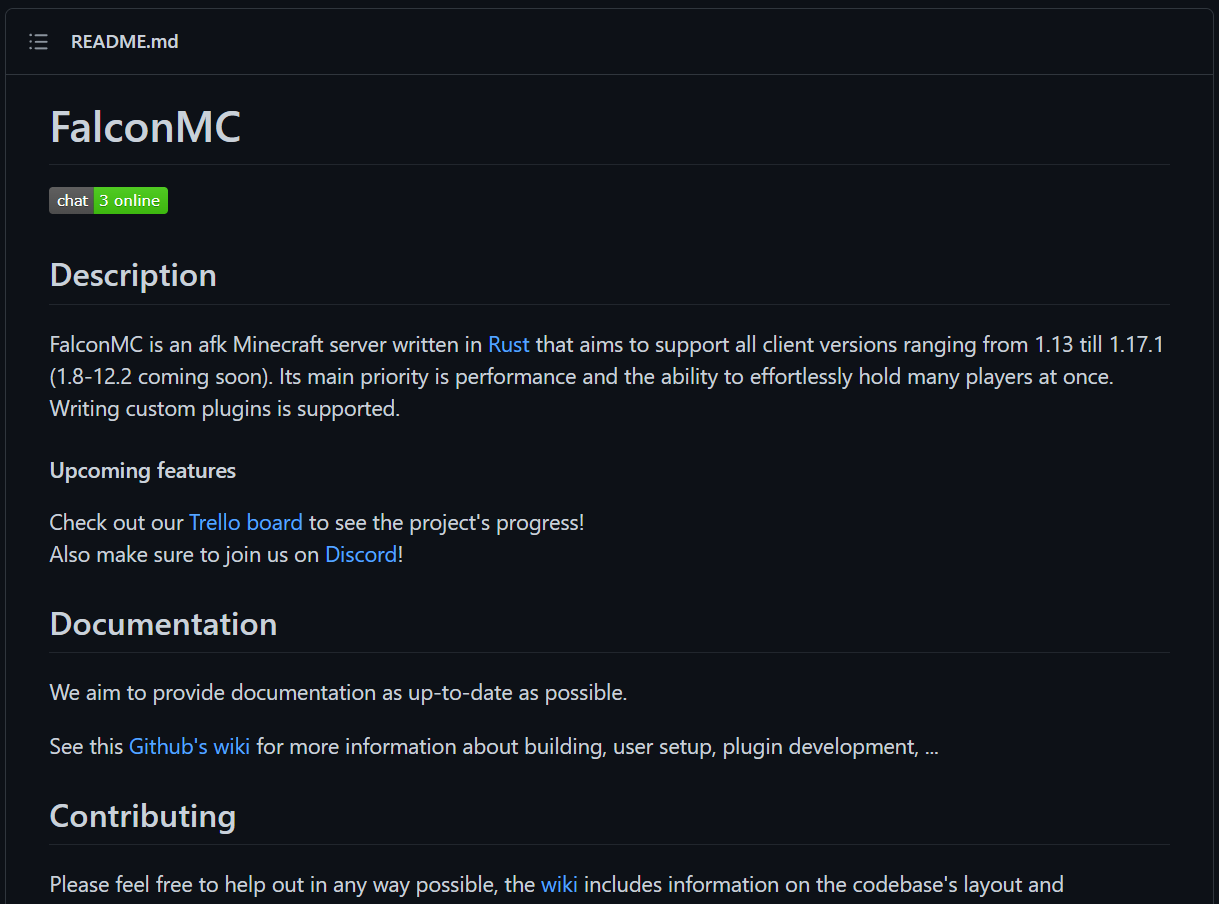 README.md
FalconMC
chat 3 online
Description
FalconMC is an afk Minecraft server written in Rust that aims to support all client versions ranging from 1.13 till 1.17.1
(1.8-12.2 coming soon). Its main priority is performance and the ability to effortlessly hold many players at once.
Writing custom plugins is supported.
Upcoming features
Check out our Trello board to see the project's progress!
Also make sure to join us on Discord!
Documentation
We aim to provide documentation as up-to-date as possible.
See this Github's wiki for more information about building, user setup, plugin development, ...
Contributing
Please feel free to help out in any way possible, the wiki includes information on the codebase's layout and